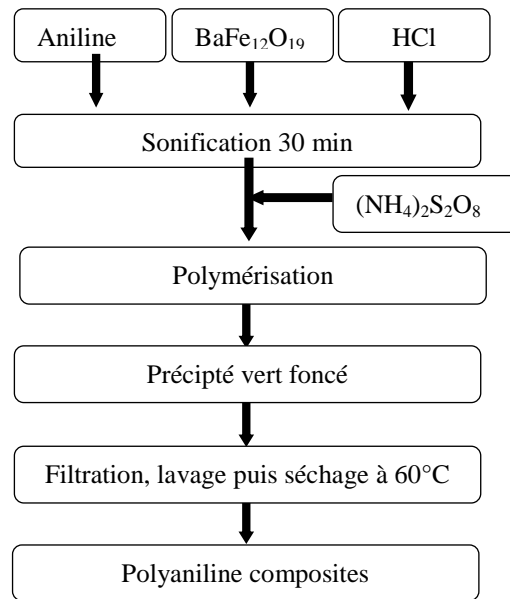 Aniline
BaFe₁₂O₁₉
HCl
Sonification 30 min
(NH₄)₂S₂O₈
Polymérisation
Précipté vert foncé
Filtration, lavage puis séchage à 60°C
Polyaniline composites